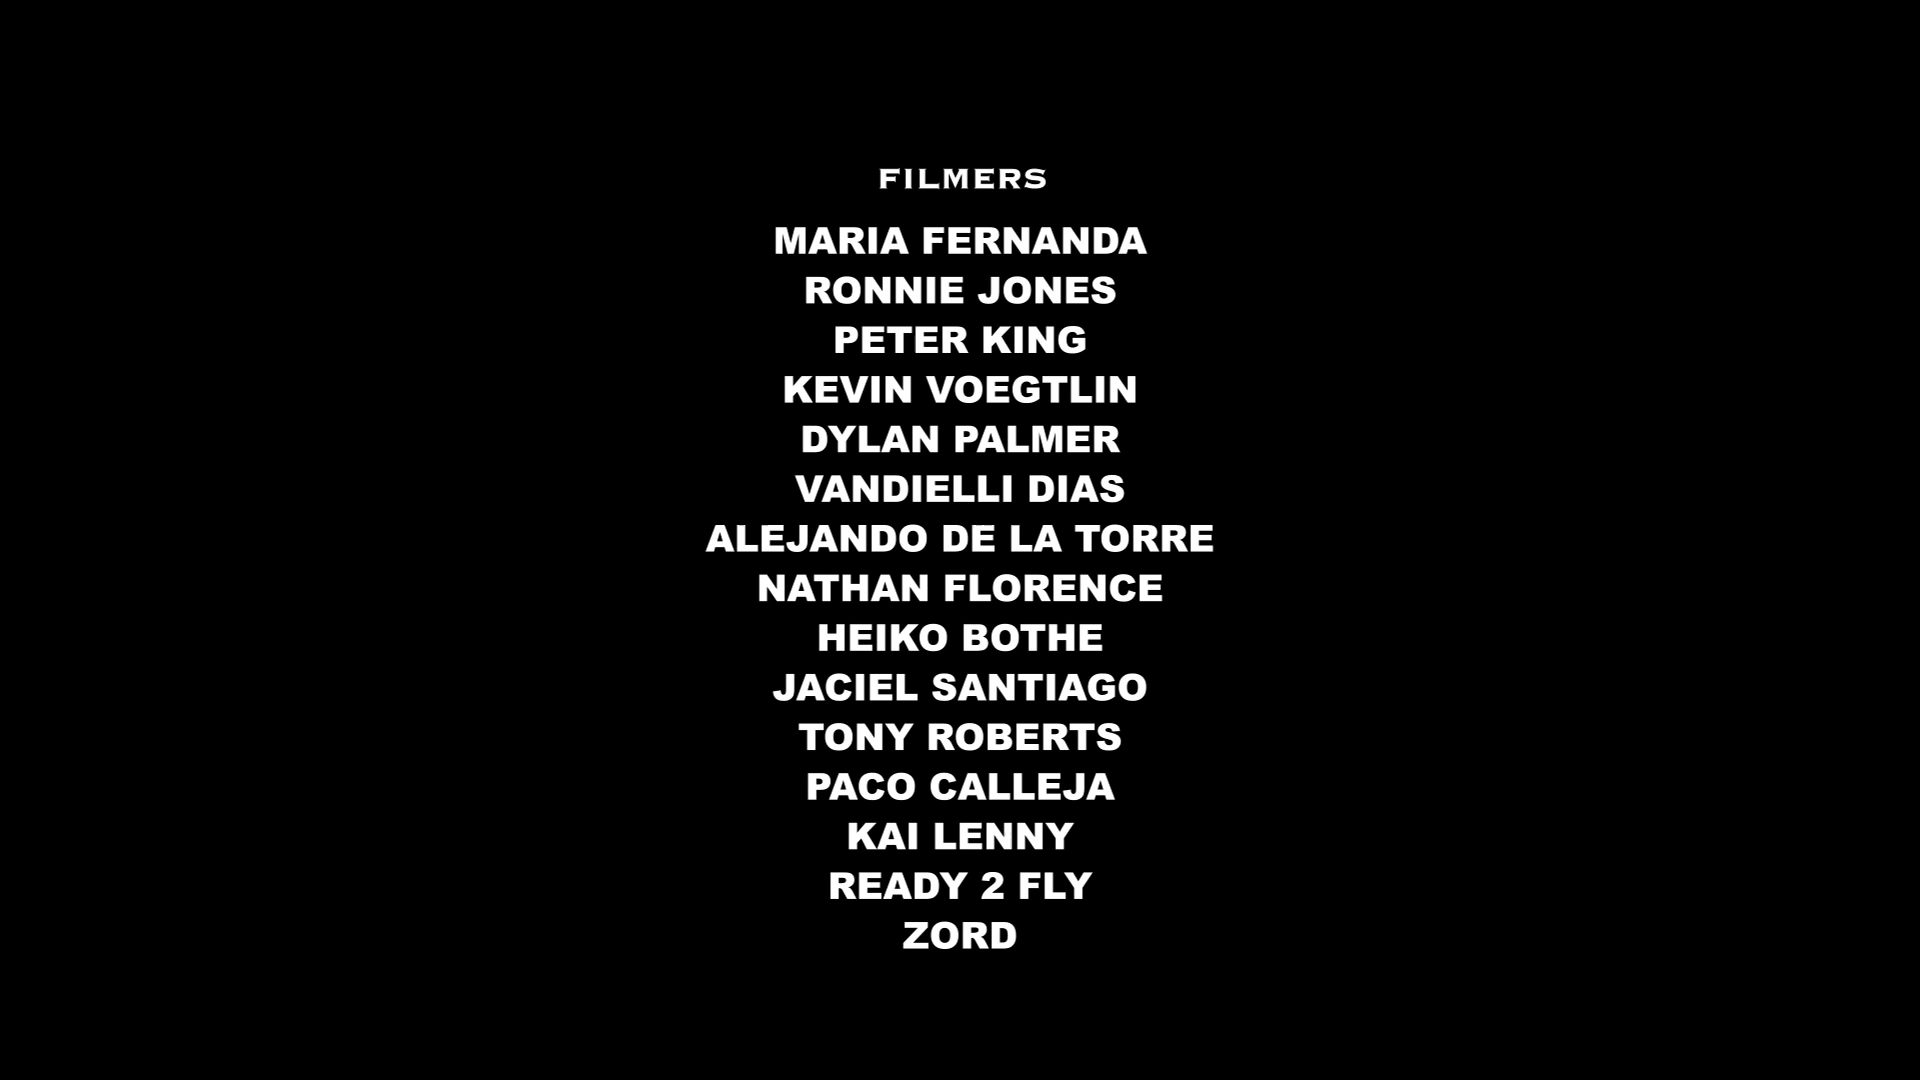 FILMERS
MARIA FERNANDA
RONNIE JONES
PETER KING
KEVIN VOEGTLIN
DYLAN PALMER
VANDIELLI DIAS
ALEJANDO DE LA TORRE
NATHAN FLORENCE
HEIKO BOTHE
JACIEL SANTIAGO
TONY ROBERTS
PACO CALLEJA
KAI LENNY
READY 2 FLY
ZORD